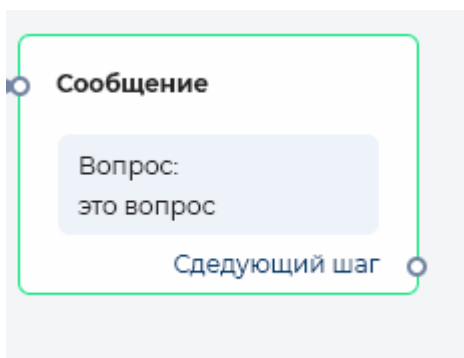 Сообщение
Вопрос:
это вопрос
Сдедующий шаг